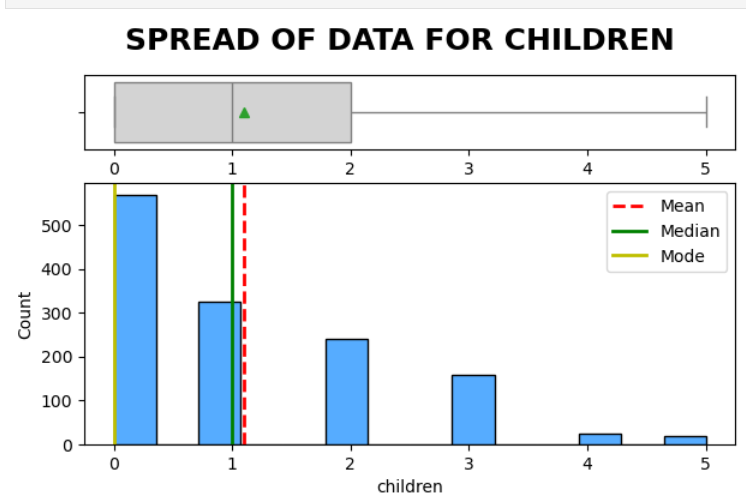 SPREAD OF DATA FOR CHILDREN
0 1 2 3 4 5
500
400
300
200
100
0
Count
Mean
Median
Mode
0 1 2 3 4 5
children